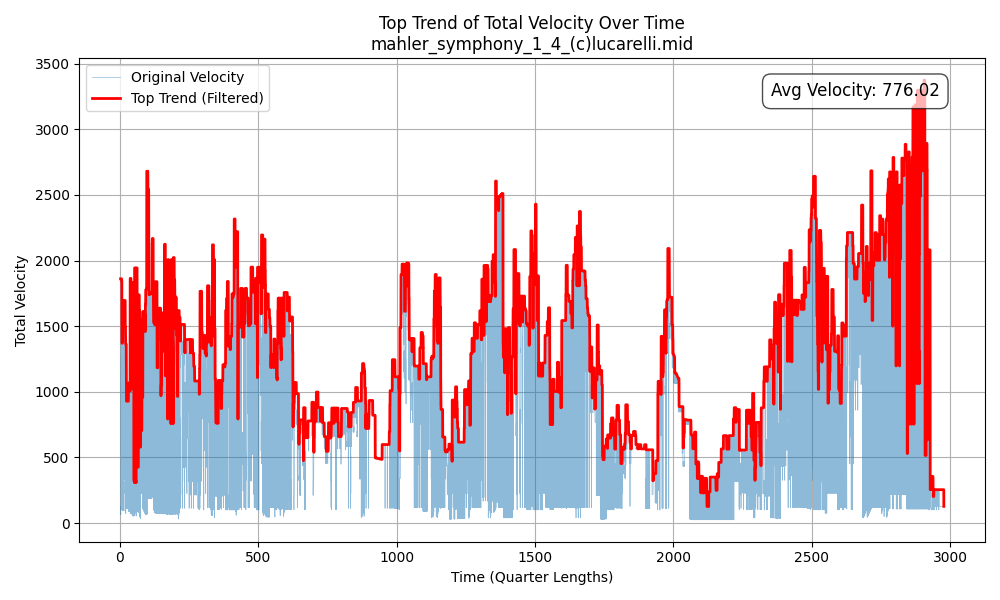 Top Trend of Total Velocity Over Time
mahler_symphony_1_4_(c)lucarelli.mid
Original Velocity
Top Trend (Filtered)
Avg Velocity: 776.02
Total Velocity
3500
3000
2500
2000
1500
1000
500
0
0 500 1000 1500 2000 2500 3000
Time (Quarter Lengths)